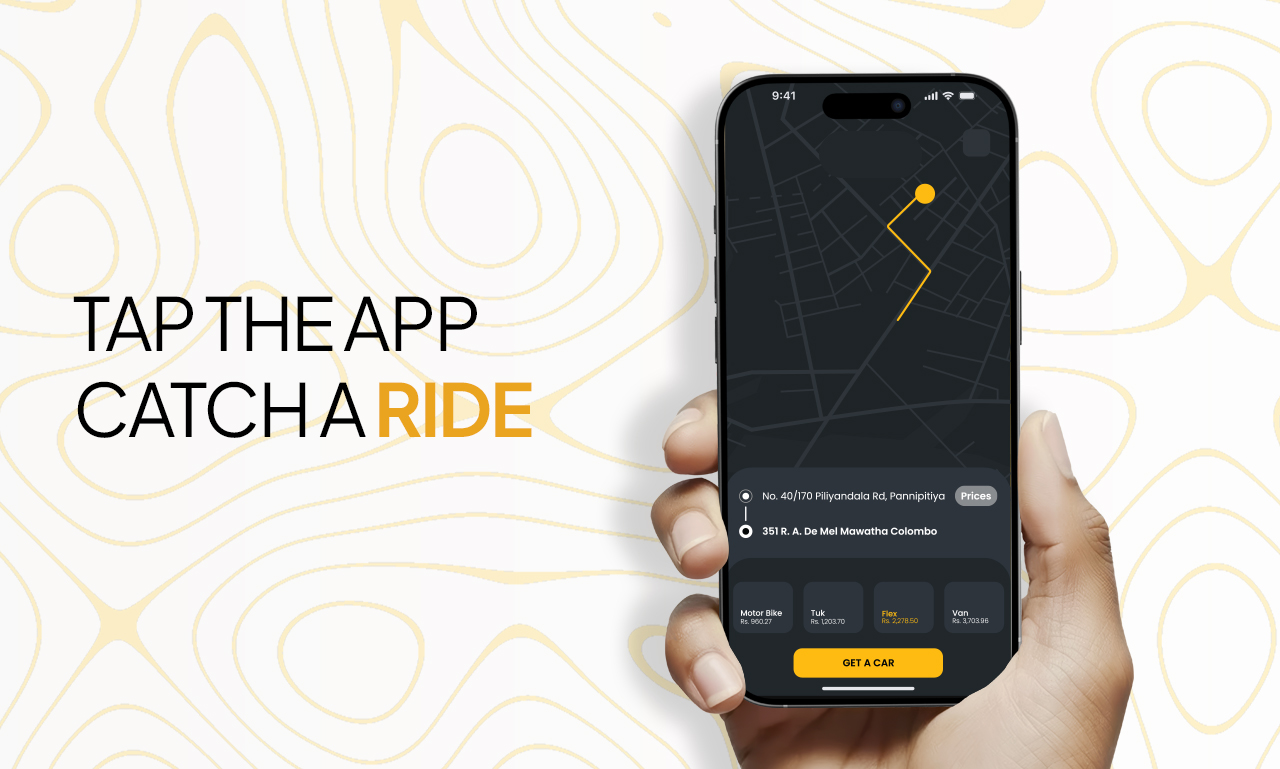 TAP THE APP
CATCH A RIDE
9:41
No. 40/170 Piliyandala Rd, Pannipitiya
Prices
351 R. A. De Mel Mawatha Colombo
Motor Bike
Rs. 960.27
Tuk
Rs. 1,203.70
Flex
Rs. 2,278.50
Van
Rs. 3,703.96
GET A CAR